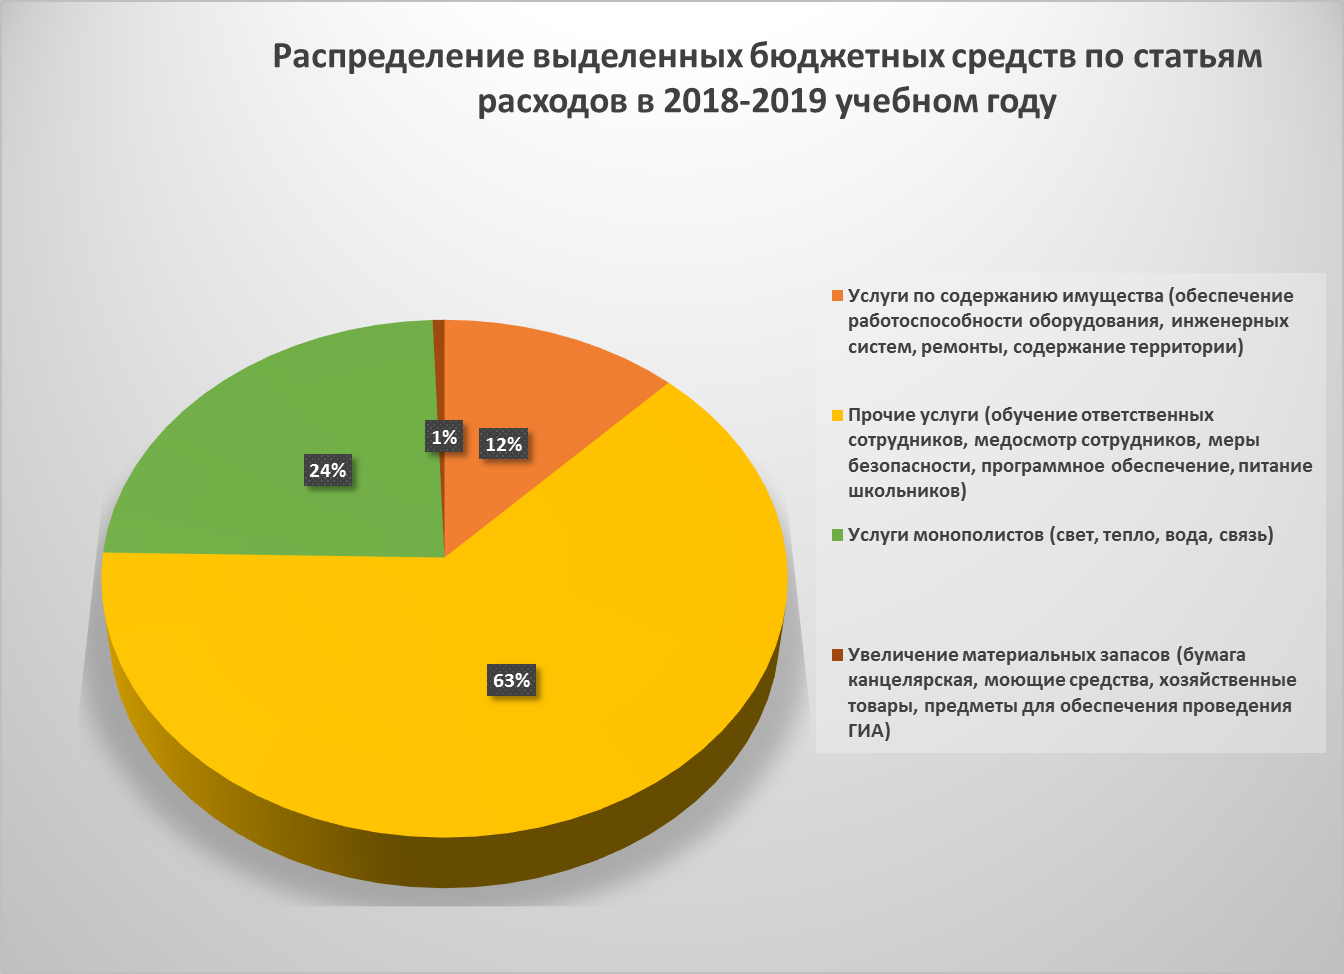 Распределение выделенных бюджетных средств по статьям
расходов в 2018-2019 учебном году
1%
12%
24%
63%
Услуги по содержанию имущества (обеспечение
работоспособности оборудования, инженерных
систем, ремонты, содержание территории)
Прочие услуги (обучение ответственных
сотрудников, медосмотр сотрудников, меры
безопасности, программное обеспечение, питание
школьников)
Услуги монополистов (свет, тепло, вода, связь)
Увеличение материальных запасов (бумага
канцелярская, моющие средства, хозяйственные
товары, предметы для обеспечения проведения
ГИА)